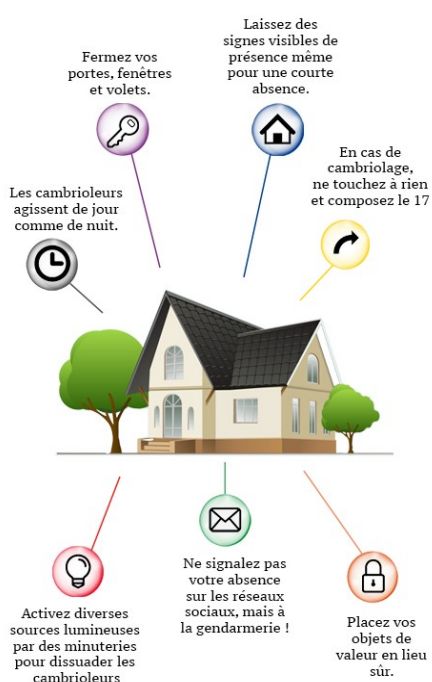 Laissez des
signes visibles de
présence même
pour une courte
absence.
Fermez vos
portes, fenêtres
et volets.
En cas de
cambriolage,
ne touchez à rien
et composez le 17
Les cambrioleurs
agissent de jour
comme de nuit.
Ne signalez pas
votre absence
sur les réseaux
sociaux, mais à
la gendarmerie !
Activez diverses
sources lumineuses
par des minuteries
pour dissuader les
cambrioleurs
Placez vos
objets de
valeur en lieu
sûr.